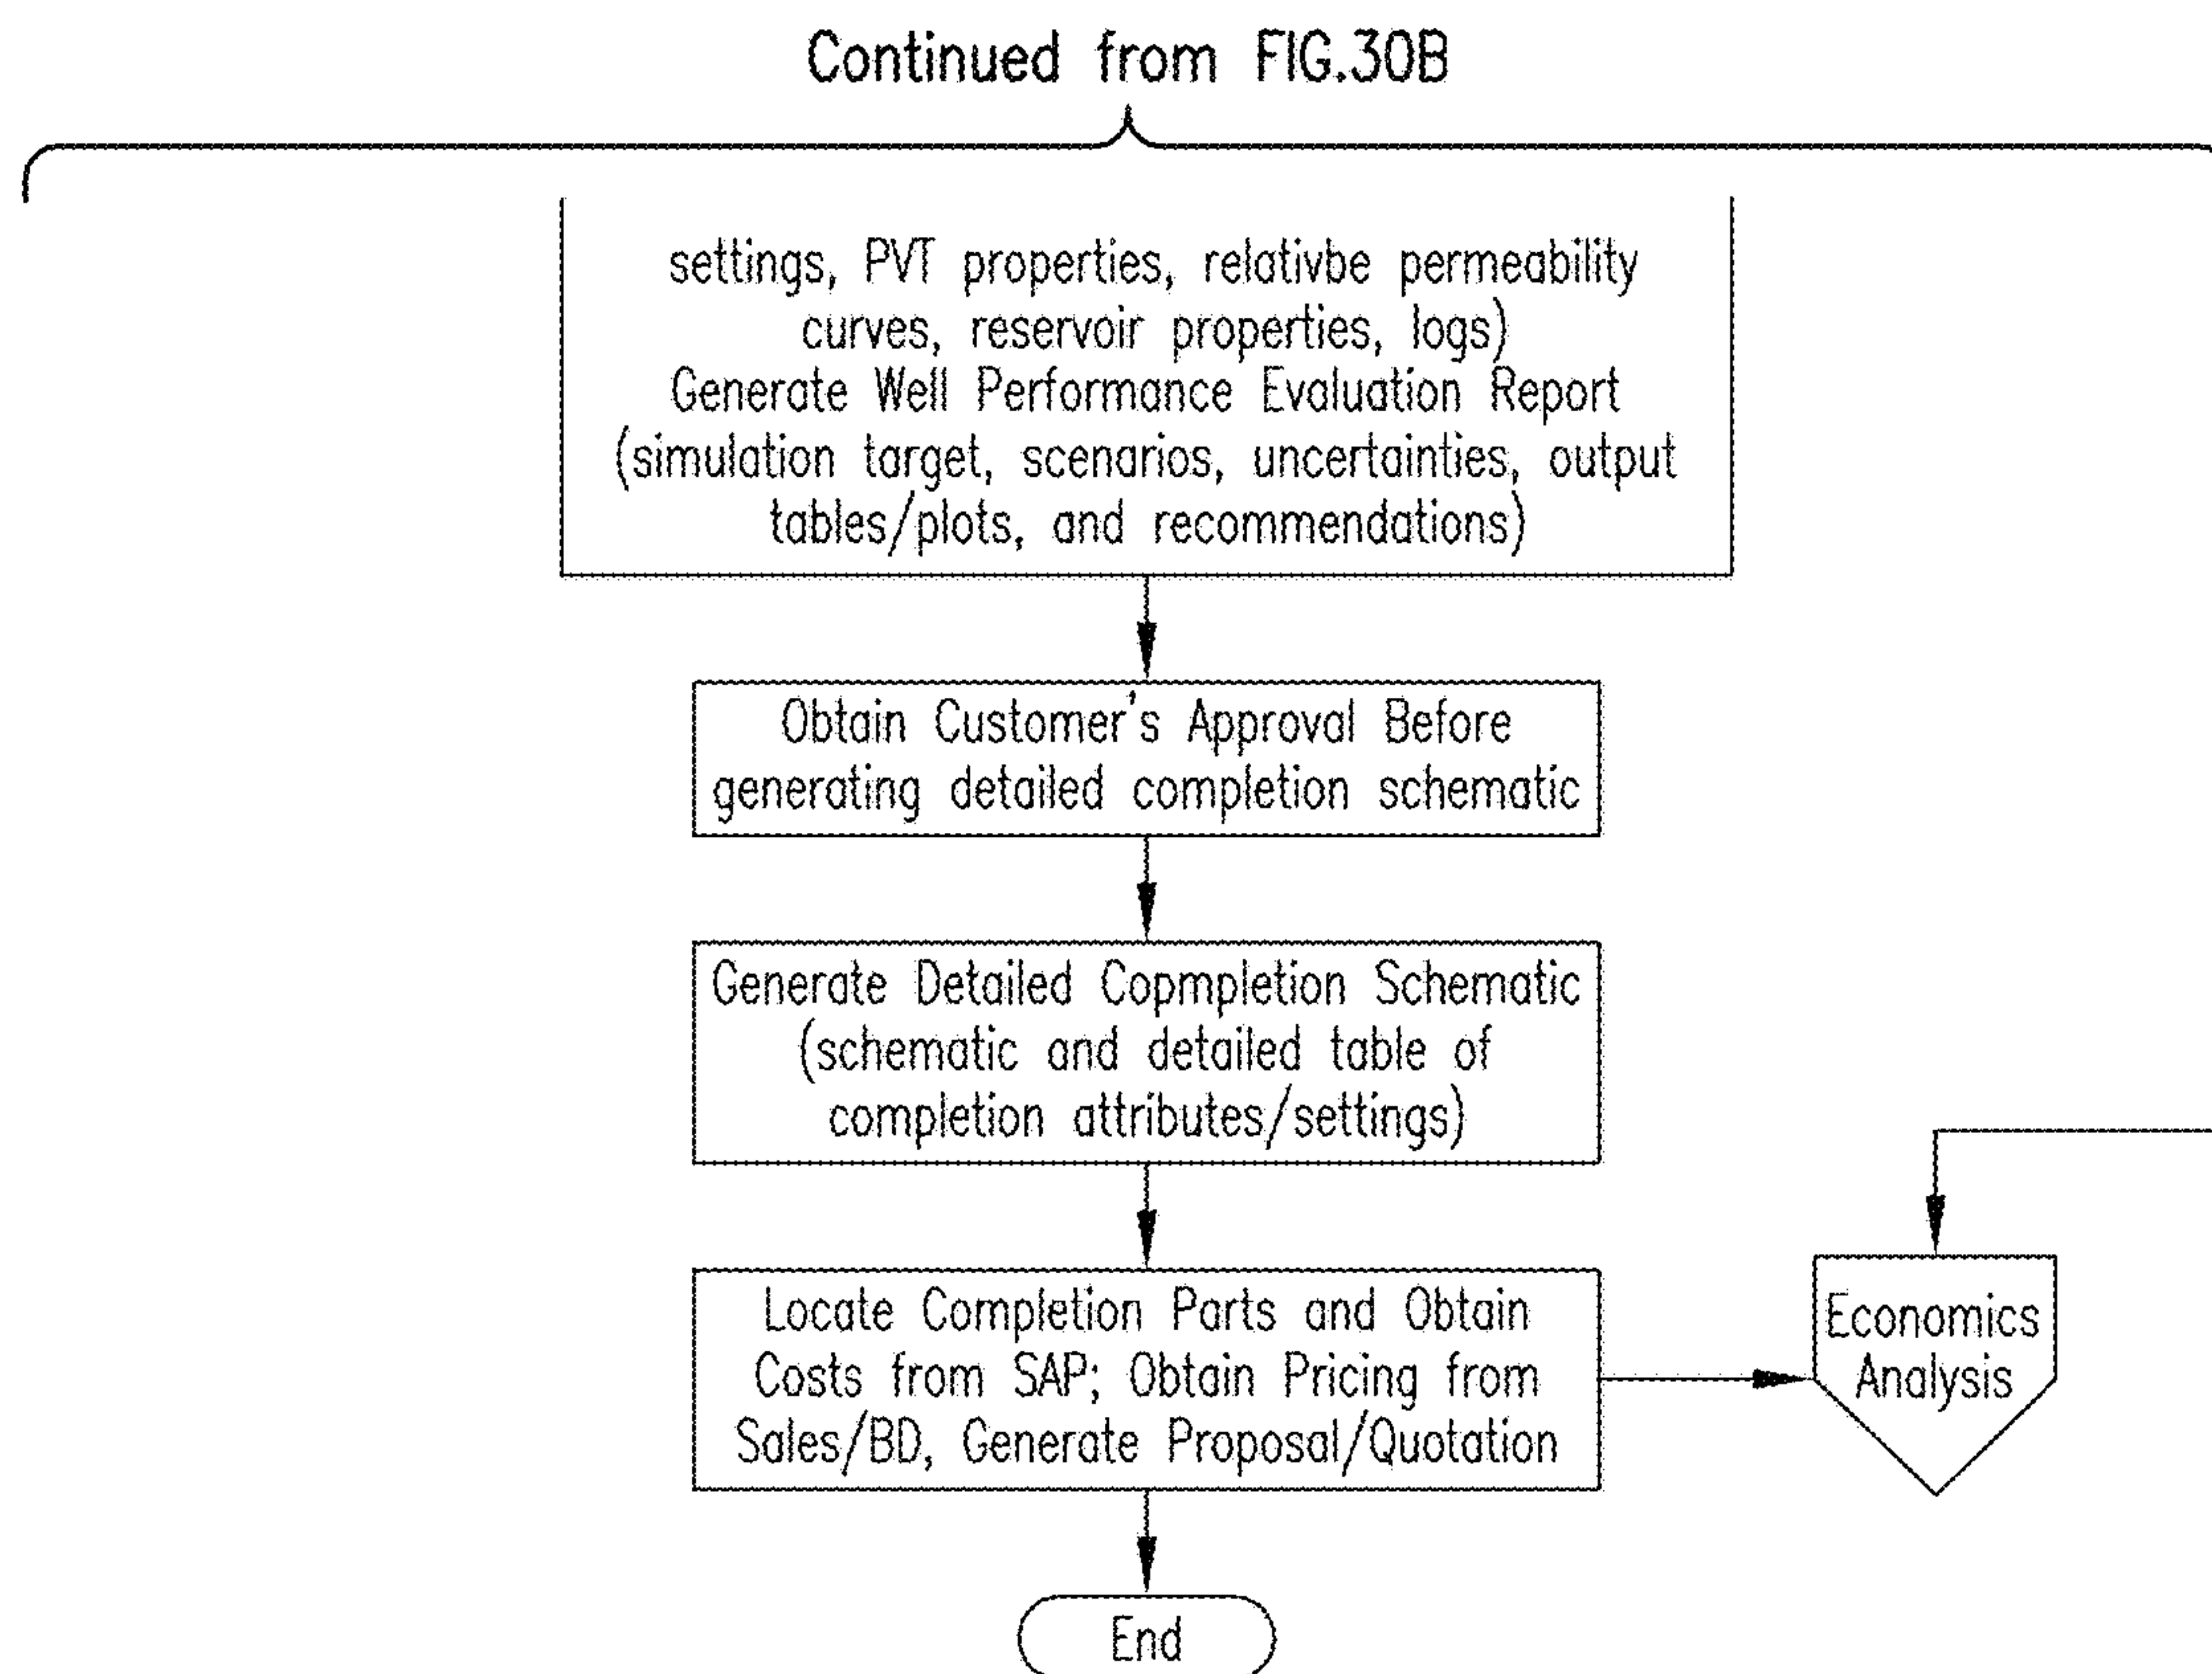 Continued from FIG.30B
settings, PVT properties, relativbe permeability
curves, reservoir properties, logs)
Generate Well Performance Evaluation Report
(simulation target, scenarios, uncertainties, output
tables/plots, and recommendations)
Obtain Customer's Approval Before
generating detailed completion schematic
Generate Detailed Copmpletion Schematic
(schematic and detailed table of
completion attributes/settings)
Locate Completion Parts and Obtain
Costs from SAP; Obtain Pricing from
Sales/BD, Generate Proposal/Quotation
Economics
Analysis
End